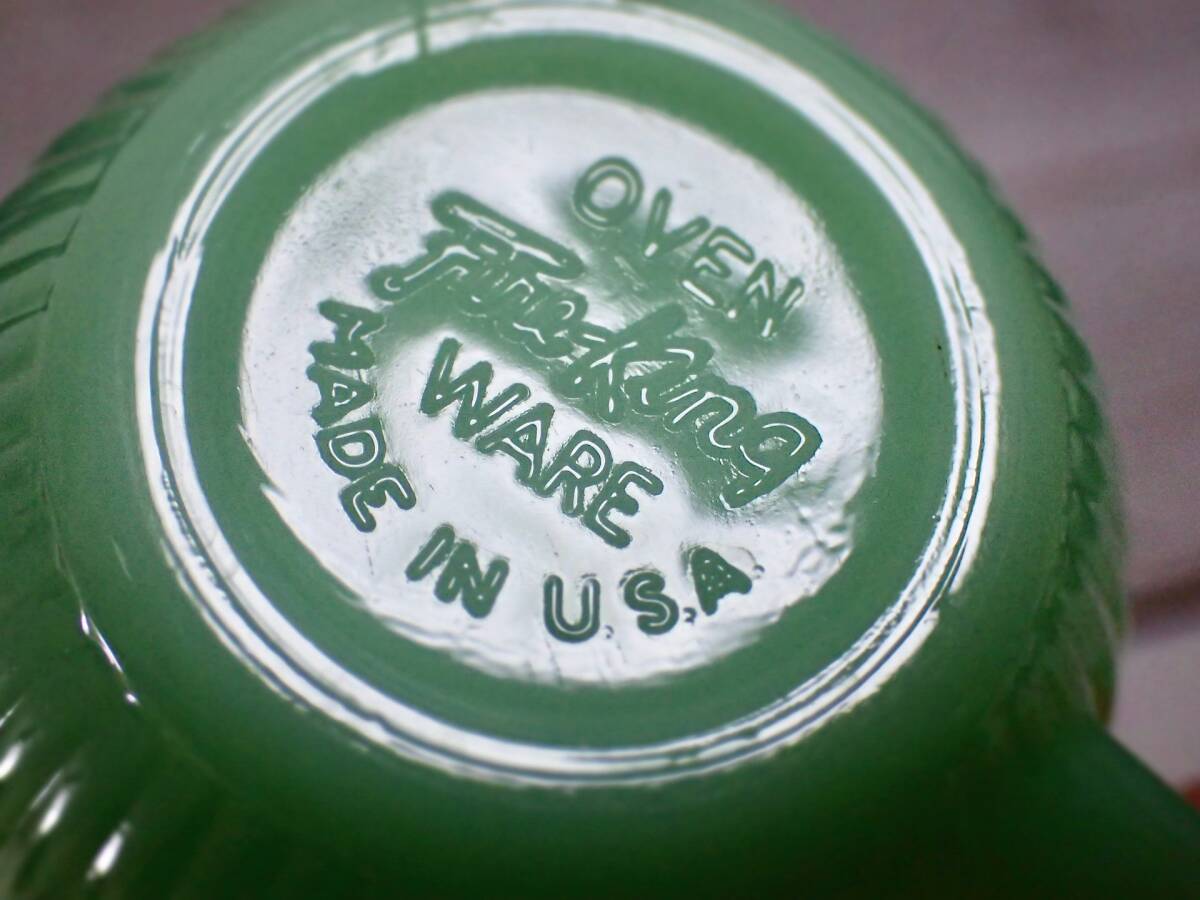 OVEN
Fire-King
WARE
MADE IN U.S.A.